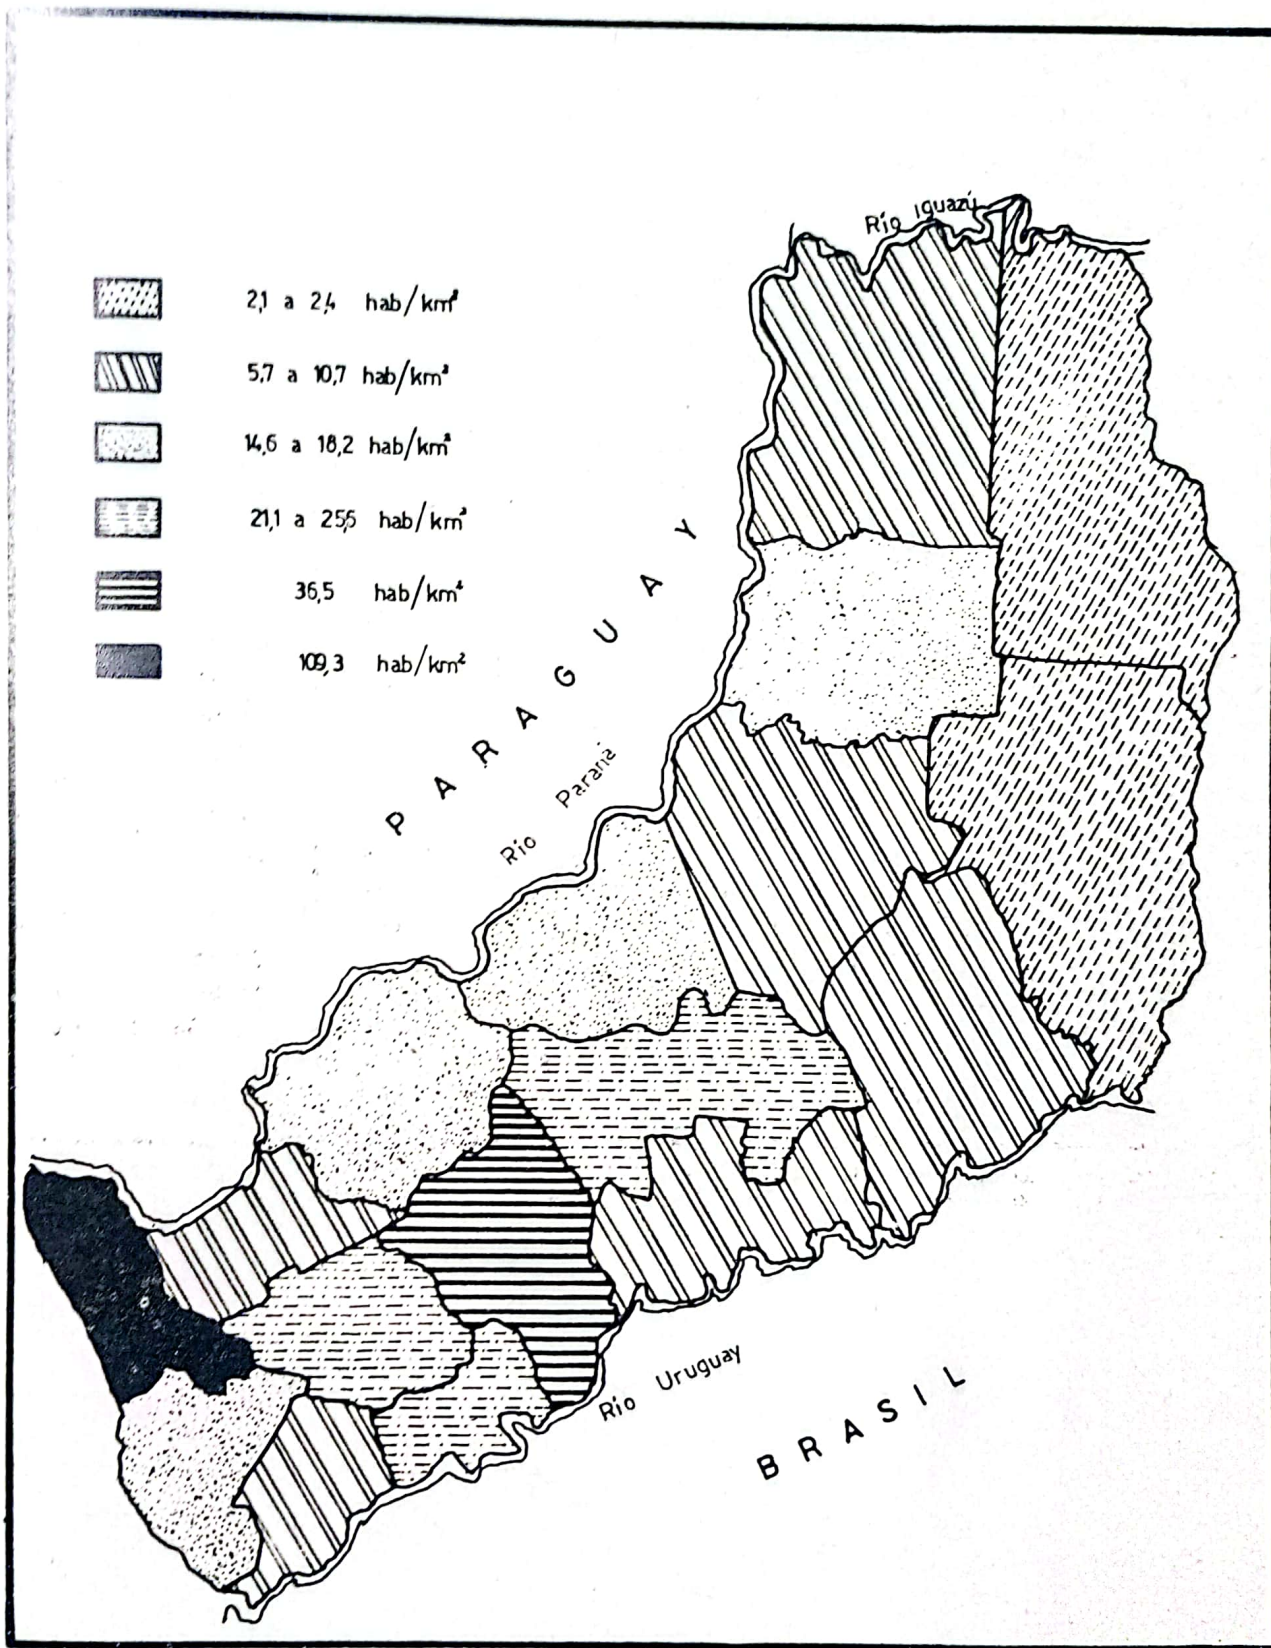 Río Iguazú
2,1 a 2,4 hab/km²
5,7 a 10,7 hab/km²
14,6 a 18,2 hab/km²
21,1 a 25,5 hab/km²
36,5 hab/km²
109,3 hab/km²
PARAGUAY
Río Paraná
Río Uruguay
BRASIL